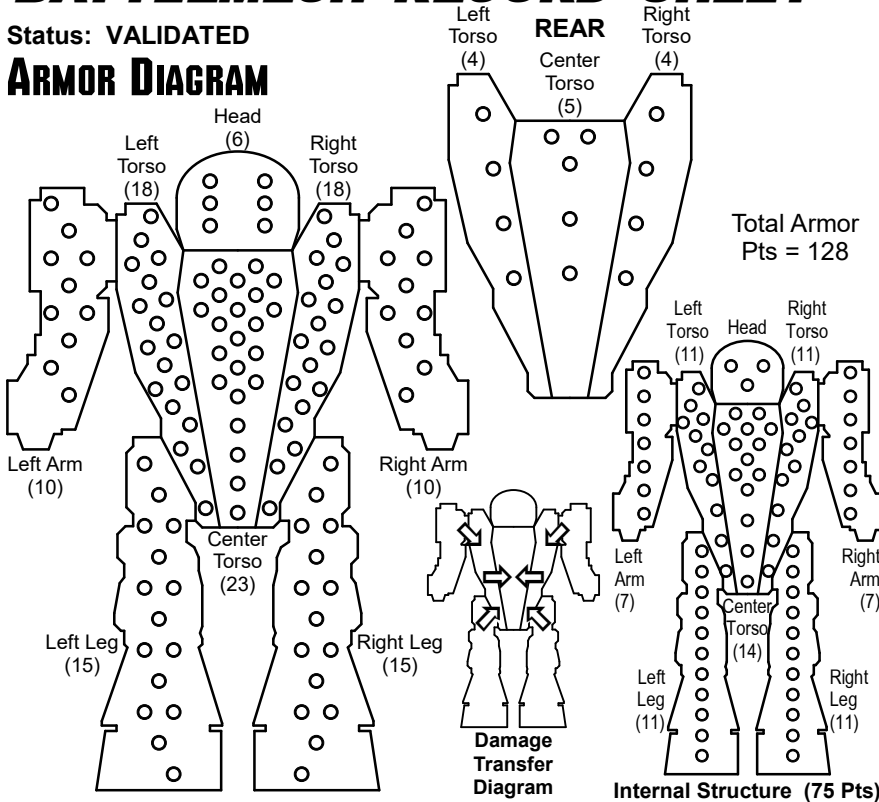 BATTLEMECH RECORD SHEET
Status: VALIDATED
ARMOR DIAGRAM
Head
(6)
Left
Torso
(18)
Right
Torso
(18)
Left Arm
(10)
Right Arm
(10)
Center
Torso
(23)
Left Leg
(15)
Right Leg
(15)
REAR
Left
Torso
(4)
Center
Torso
(5)
Right
Torso
(4)
Total Armor
Pts = 128
Damage
Transfer
Diagram
Left
Torso
(11)
Head
Right
Torso
(11)
Left
Arm
(7)
Right
Arm
(7)
Center
Torso
(14)
Left
Leg
(11)
Right
Leg
(11)
Internal Structure (75 Pts)